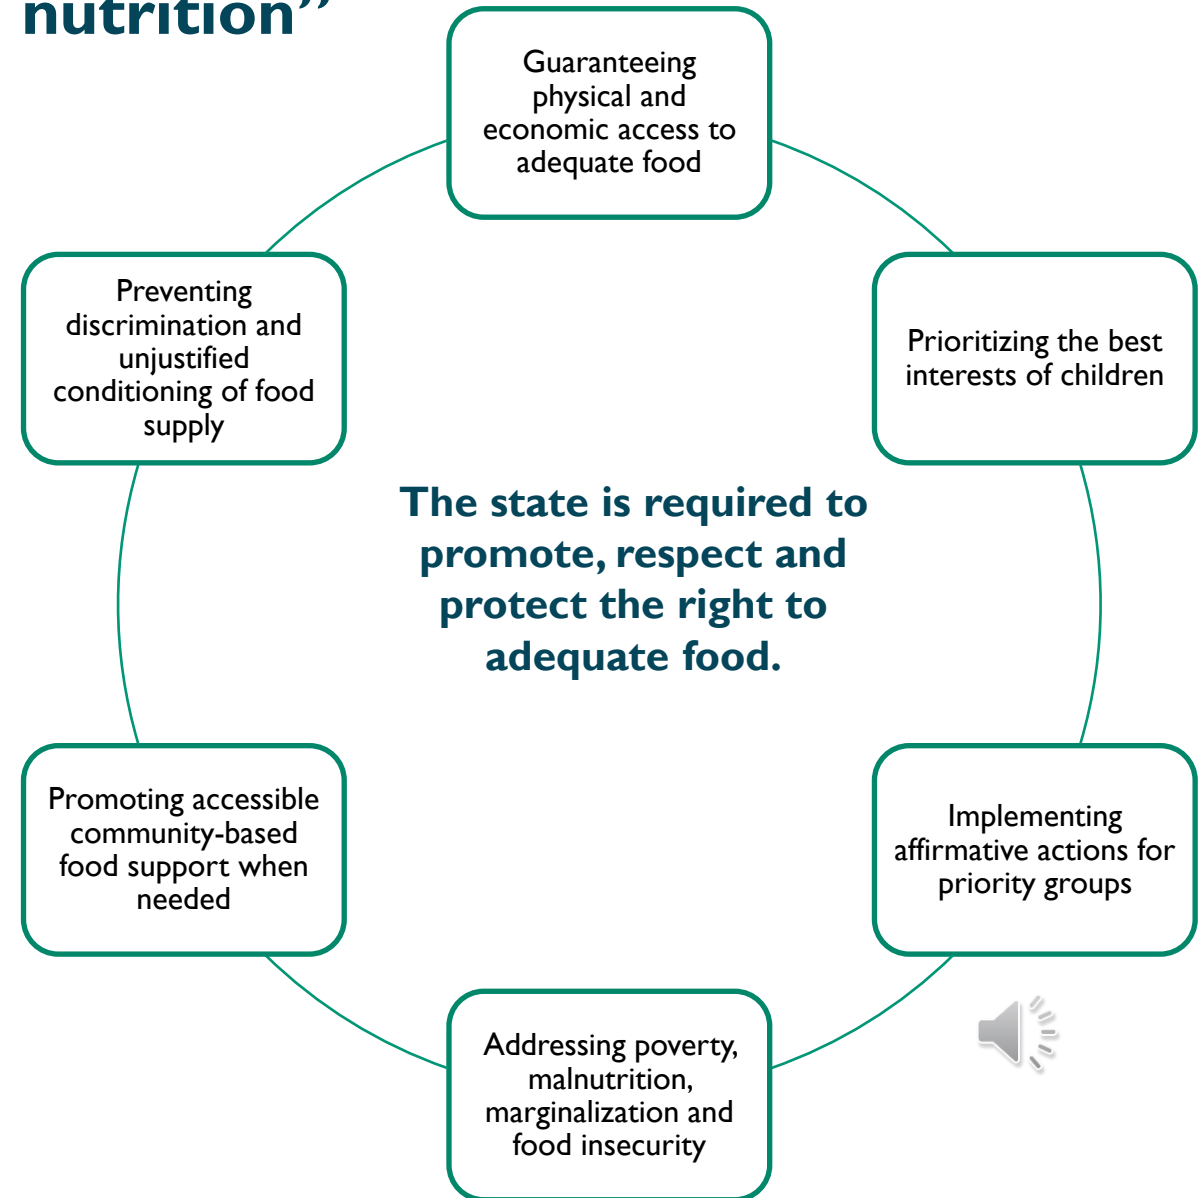 nutrition”
Guaranteeing
physical and
economic access to
adequate food
Prioritizing the best
interests of children
Implementing
affirmative actions for
priority groups
Addressing poverty,
malnutrition,
marginalization and
food insecurity
Promoting accessible
community-based
food support when
needed
Preventing
discrimination and
unjustified
conditioning of food
supply
The state is required to
promote, respect and
protect the right to
adequate food.